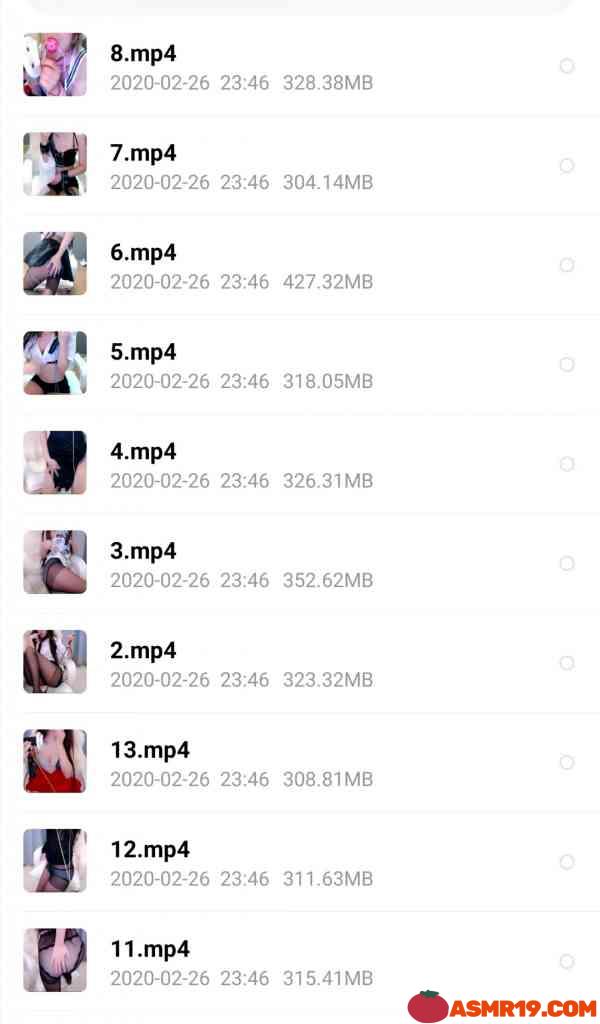 8.mp4
2020-02-26 23:46 328.38MB
7.mp4
2020-02-26 23:46 304.14MB
6.mp4
2020-02-26 23:46 427.32MB
5.mp4
2020-02-26 23:46 318.05MB
4.mp4
2020-02-26 23:46 326.31MB
3.mp4
2020-02-26 23:46 352.62MB
2.mp4
2020-02-26 23:46 323.32MB
13.mp4
2020-02-26 23:46 308.81MB
12.mp4
2020-02-26 23:46 311.63MB
11.mp4
2020-02-26 23:46 315.41MB
ASMR19.COM